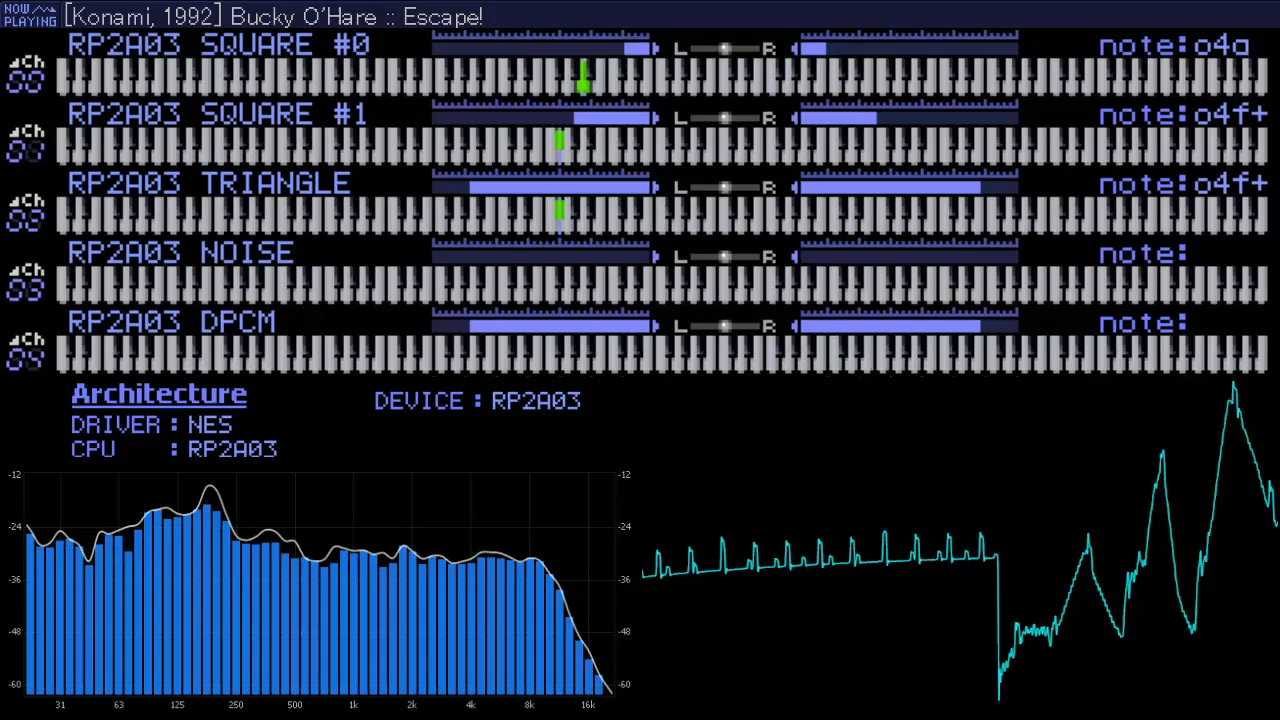 NOW PLAYING [Konami, 1992] Bucky O'Hare :: Escape!
RP2A03 SQUARE #0 L R note:o4a
Ch 00
RP2A03 SQUARE #1 L R note:o4f+
Ch 01
RP2A03 TRIANGLE L R note:o4f+
Ch 02
RP2A03 NOISE L R note:
Ch 03
RP2A03 DPCM L R note:
Ch 04
Architecture
DEVICE : RP2A03
DRIVER : NES
CPU : RP2A03
-12 -12
-24 -24
-36 -36
-48 -48
-60 -60
31 63 125 250 500 1k 2k 4k 8k 16k